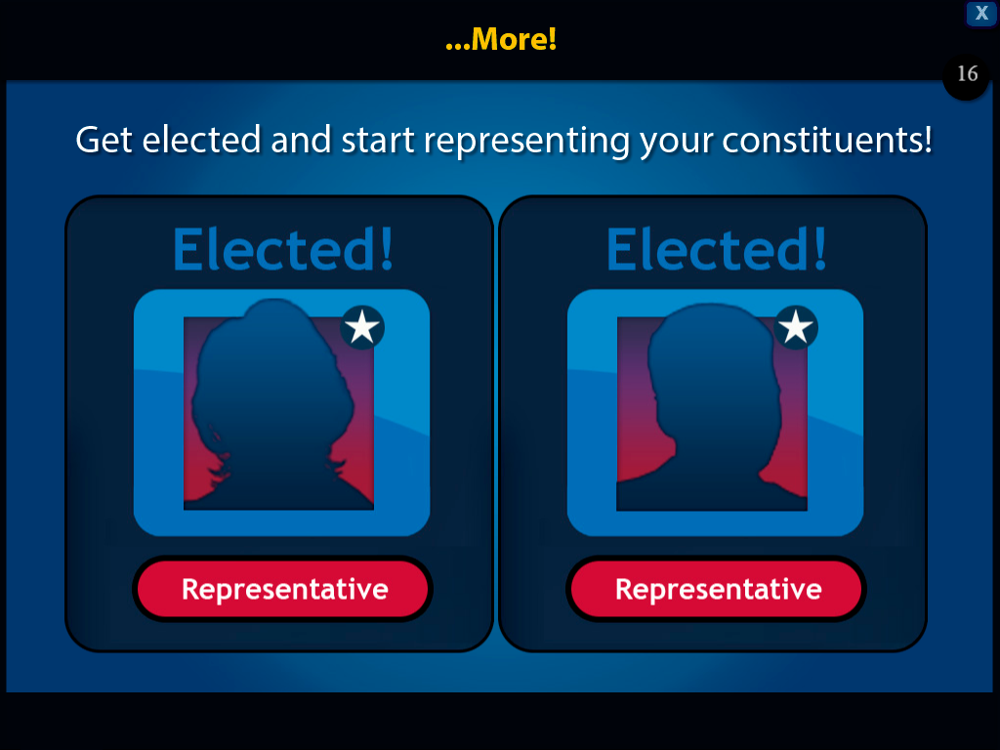 X
...More!
16
Get elected and start representing your constituents!
Elected!
Elected!
Representative
Representative